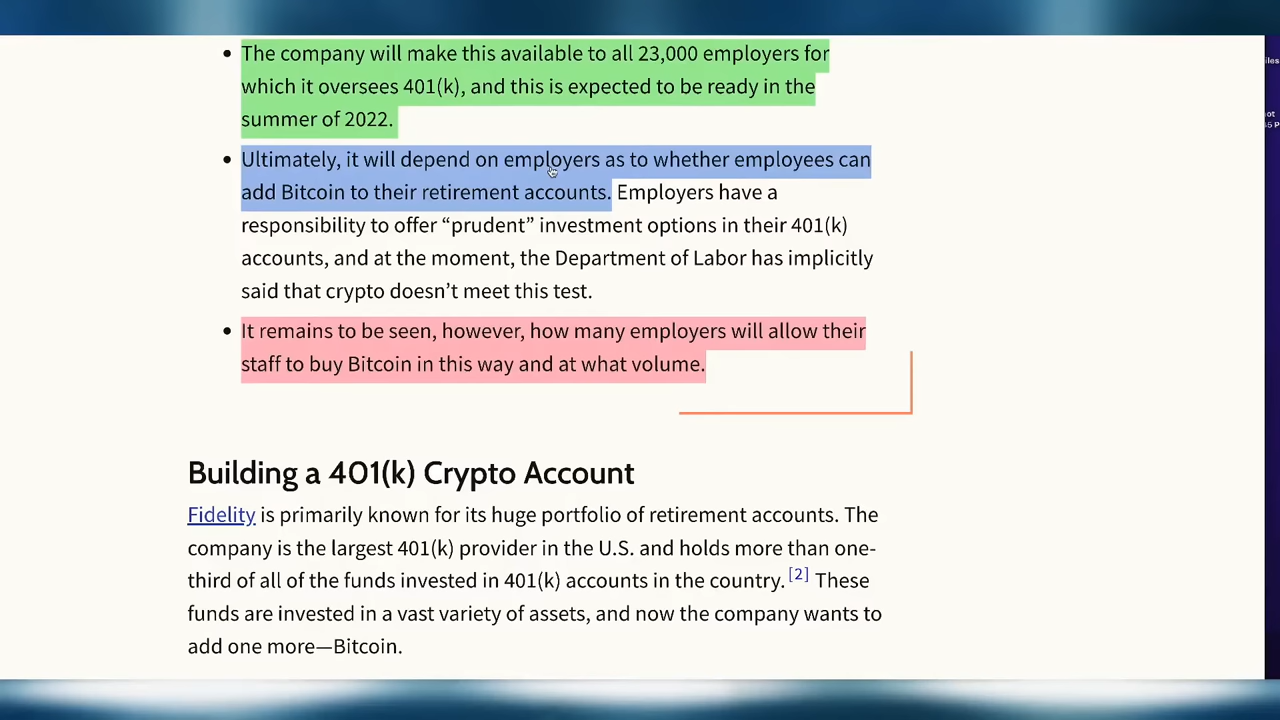 The company will make this available to all 23,000 employers for
which it oversees 401(k), and this is expected to be ready in the
summer of 2022.
Ultimately, it will depend on employers as to whether employees can
add Bitcoin to their retirement accounts. Employers have a
responsibility to offer “prudent” investment options in their 401(k)
accounts, and at the moment, the Department of Labor has implicitly
said that crypto doesn’t meet this test.
It remains to be seen, however, how many employers will allow their
staff to buy Bitcoin in this way and at what volume.
Building a 401(k) Crypto Account
Fidelity is primarily known for its huge portfolio of retirement accounts. The
company is the largest 401(k) provider in the U.S. and holds more than one-
third of all of the funds invested in 401(k) accounts in the country.[2] These
funds are invested in a vast variety of assets, and now the company wants to
add one more—Bitcoin.